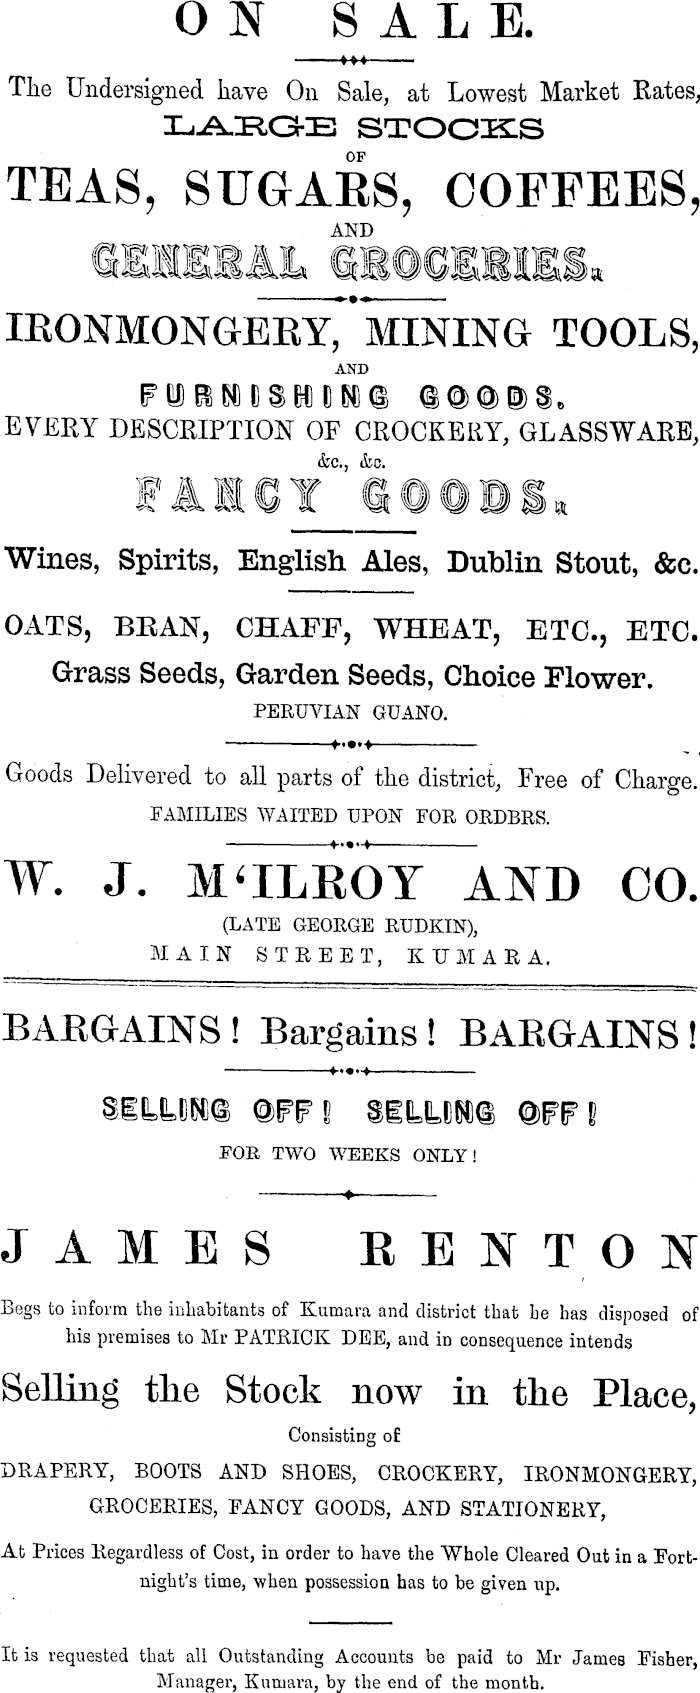 ON SALE.
The Undersigned have On Sale, at Lowest Market Rates,
LARGE STOCKS
OF
TEAS, SUGARS, COFFEES,
AND
GENERAL GROCERIES.
IRONMONGERY, MINING TOOLS,
AND
FURNISHING GOODS.
EVERY DESCRIPTION OF CROCKERY, GLASSWARE,
&c., &c.
FANCY GOODS.
Wines, Spirits, English Ales, Dublin Stout, &c.
OATS, BRAN, CHAFF, WHEAT, ETC., ETC.
Grass Seeds, Garden Seeds, Choice Flower.
PERUVIAN GUANO.
Goods Delivered to all parts of the district, Free of Charge.
FAMILIES WAITED UPON FOR ORDBRS.
W. J. M'ILROY AND CO.
(LATE GEORGE RUDKIN),
MAIN STREET, KUMARA.
BARGAINS! Bargains! BARGAINS!
SELLING OFF! SELLING OFF!
FOR TWO WEEKS ONLY!
JAMES RENTON
Begs to inform the inhabitants of Kumara and district that he has disposed of
his premises to Mr PATRICK DEE, and in consequence intends
Selling the Stock now in the Place,
Consisting of
DRAPERY, BOOTS AND SHOES, CROCKERY, IRONMONGERY,
GROCERIES, FANCY GOODS, AND STATIONERY,
At Prices Regardless of Cost, in order to have the Whole Cleared Out in a Fort-
night's time, when possession has to be given up.
It is requested that all Outstanding Accounts be paid to Mr James Fisher,
Manager, Kumara, by the end of the month.